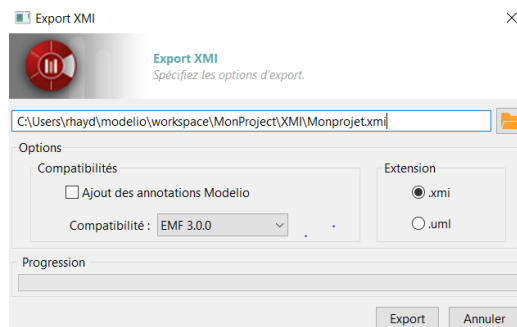 Export XMI
Export XMI
Spécifiez les options d'export.
C:\Users\rhayd\modelio\workspace\MonProject\XMI\Monprojet.xmi
Options
Compatibilités
Extension
Ajout des annotations Modelio
.xmi
Compatibilité : EMF 3.0.0
.uml
Progression
Export Annuler